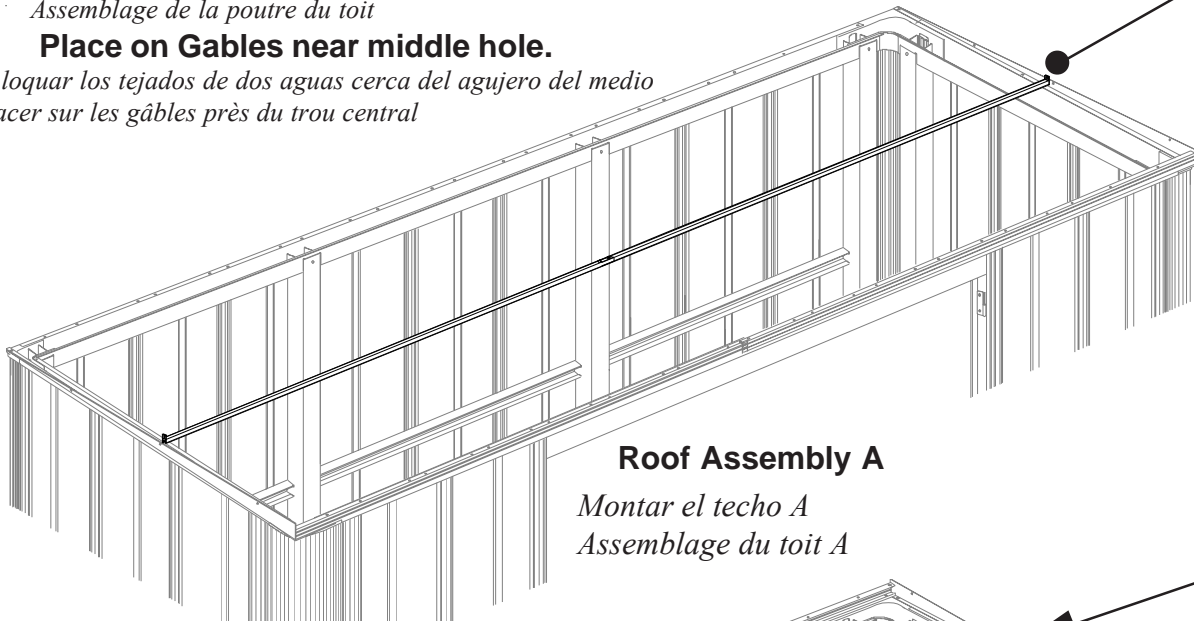 Assemblage de la poutre du toit
Place on Gables near middle hole.
loquar los tejados de dos aguas cerca del agujero del medio
acer sur les gâbles près du trou central
Roof Assembly A
Montar el techo A
Assemblage du toit A